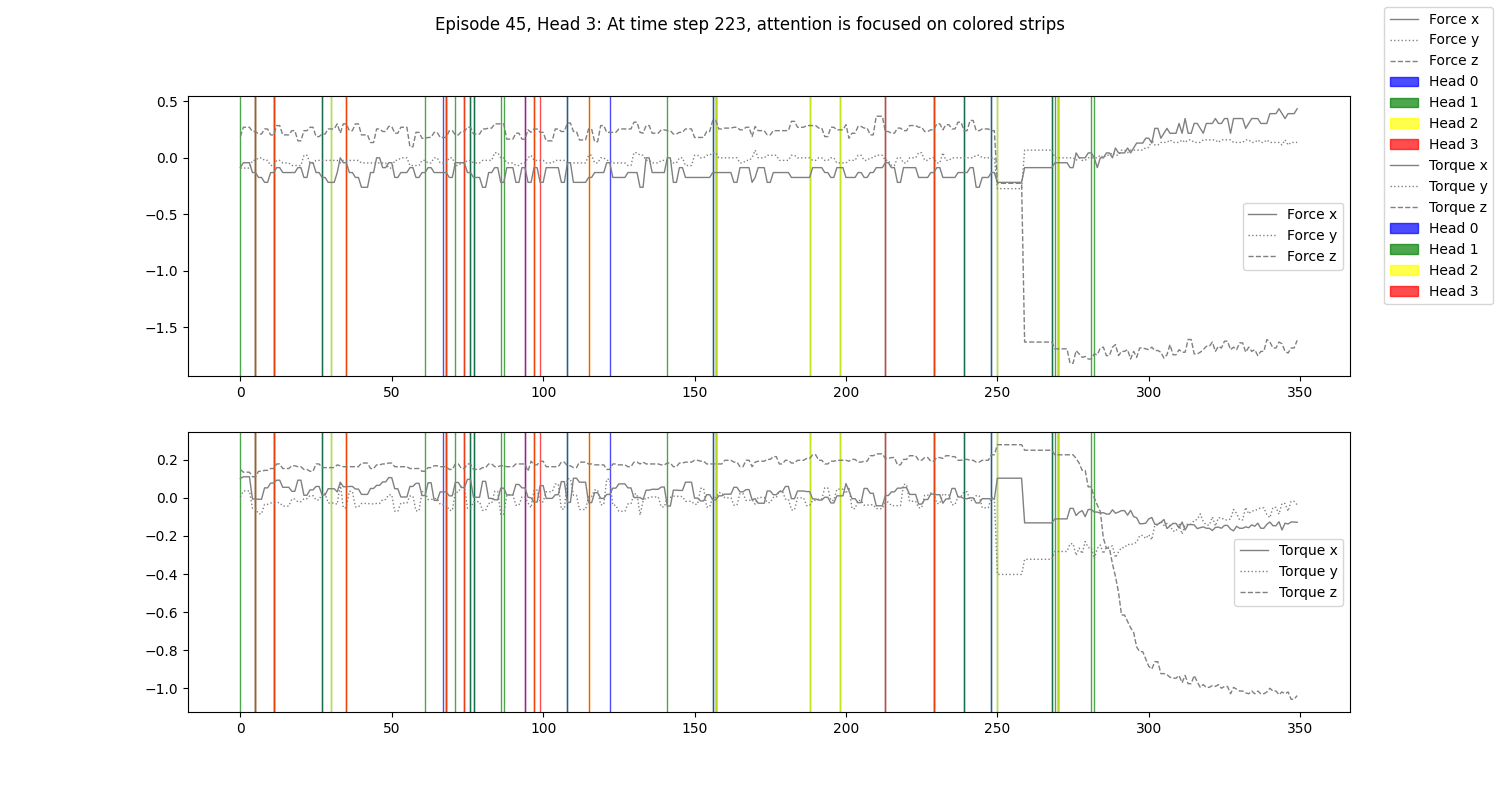 Episode 45, Head 3: At time step 223, attention is focused on colored strips
Force x
Force y
Force z
Head 0
Head 1
Head 2
Head 3
Torque x
Torque y
Torque z
Head 0
Head 1
Head 2
Head 3
0.5
0.0
−0.5
−1.0
−1.5
Force x
Force y
Force z
0 50 100 150 200 250 300 350
0.2
0.0
−0.2
−0.4
−0.6
−0.8
−1.0
Torque x
Torque y
Torque z
0 50 100 150 200 250 300 350